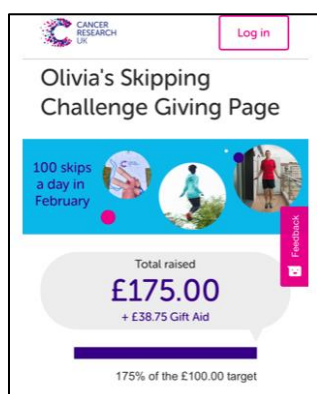 CANCER
RESEARCH
UK
Log in
Olivia's Skipping
Challenge Giving Page
100 skips
a day in
February
Feedback
Total raised
£175.00
+ £38.75 Gift Aid
175% of the £100.00 target